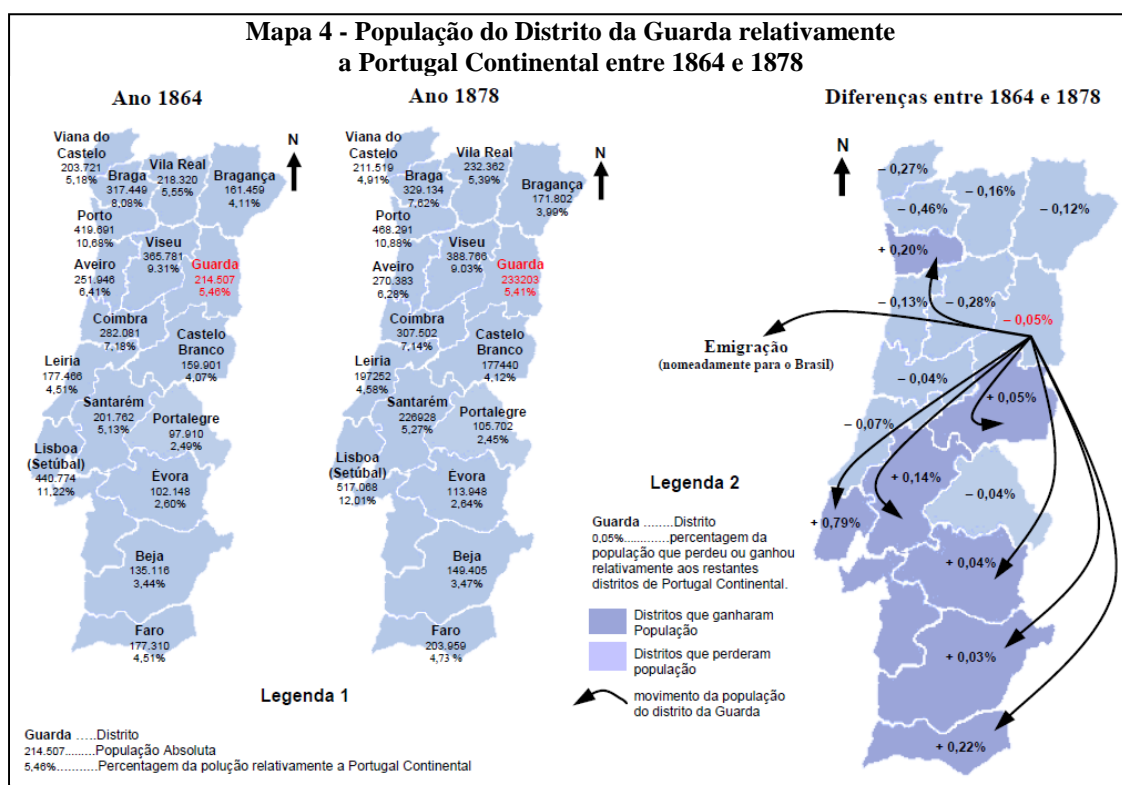 Mapa 4 - População do Distrito da Guarda relativamente
a Portugal Continental entre 1864 e 1878
Ano 1864
Viana do
Castelo
203.721
5,18%
Braga
317.449
8,08%
Vila Real
218.320
5,55%
Bragança
161.459
4,11%
N
Porto
419.691
10,68%
Viseu
365.781
9.31%
Guarda
214.507
5,46%
Aveiro
251.946
6,41%
Coimbra
282.081
7,18%
Castelo
Branco
159.901
4,07%
Leiria
177.466
4,51%
Santarém
201.762
5,13%
Portalegre
97.910
2,49%
Lisboa
(Setúbal)
440.774
11,22%
Évora
102.148
2,60%
Beja
135.116
3,44%
Faro
177.310
4,51%
Ano 1878
Viana do
Castelo
211.519
4,91%
Braga
329.134
7,62%
Vila Real
232.362
5,39%
Bragança
171.802
3,99%
N
Porto
468.291
10,88%
Viseu
388.766
9.03%
Guarda
233203
5,41%
Aveiro
270.383
6,28%
Coimbra
307.502
7,14%
Castelo
Branco
177440
4,12%
Leiria
197252
4,58%
Santarém
226928
5,27%
Portalegre
105.702
2,45%
Lisboa
(Setúbal)
517.068
12,01%
Évora
113.948
2,64%
Beja
149.405
3,47%
Faro
203.959
4,73 %
Diferenças entre 1864 e 1878
N
– 0,27%
– 0,16%
– 0,46%
– 0,12%
+ 0,20%
– 0,13%
– 0,28%
– 0,05%
Emigração
(nomeadamente para o Brasil)
– 0,04%
+ 0,05%
– 0,07%
+ 0,14%
– 0,04%
+ 0,79%
+ 0,04%
+ 0,03%
+ 0,22%
Legenda 1
Guarda .....Distrito
214.507.........População Absoluta
5,46%...........Percentagem da polução relativamente a Portugal Continental
Legenda 2
Guarda ........Distrito
0,05%.............percentagem da
população que perdeu ou ganhou
relativamente aos restantes
distritos de Portugal Continental.
Distritos que ganharam
População
Distritos que perderam
população
movimento da população
do distrito da Guarda